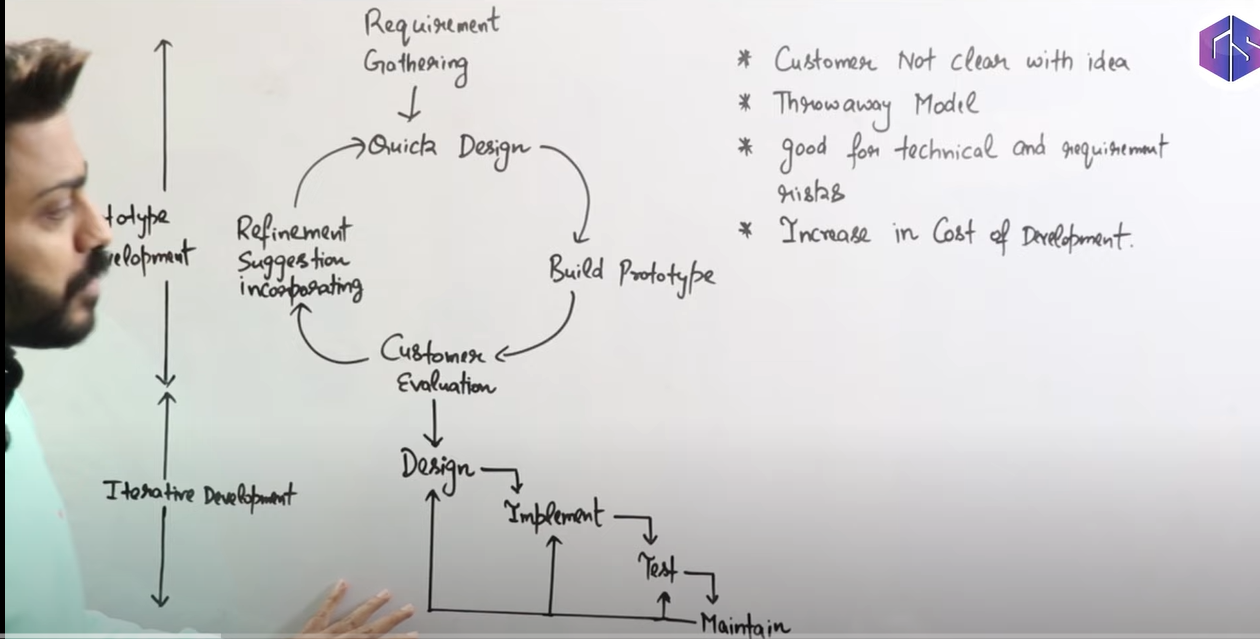 Requirement
Gathering
Quick Design
Build Prototype
Customer
Evaluation
Refinement
Suggestion
incorporating
totype
elopment
Design
Implement
Test
Maintain
Iterative Development
* Customer Not clear with idea
* Throwaway Model
* good for technical and requirement
risks
* Increase in Cost of Development.